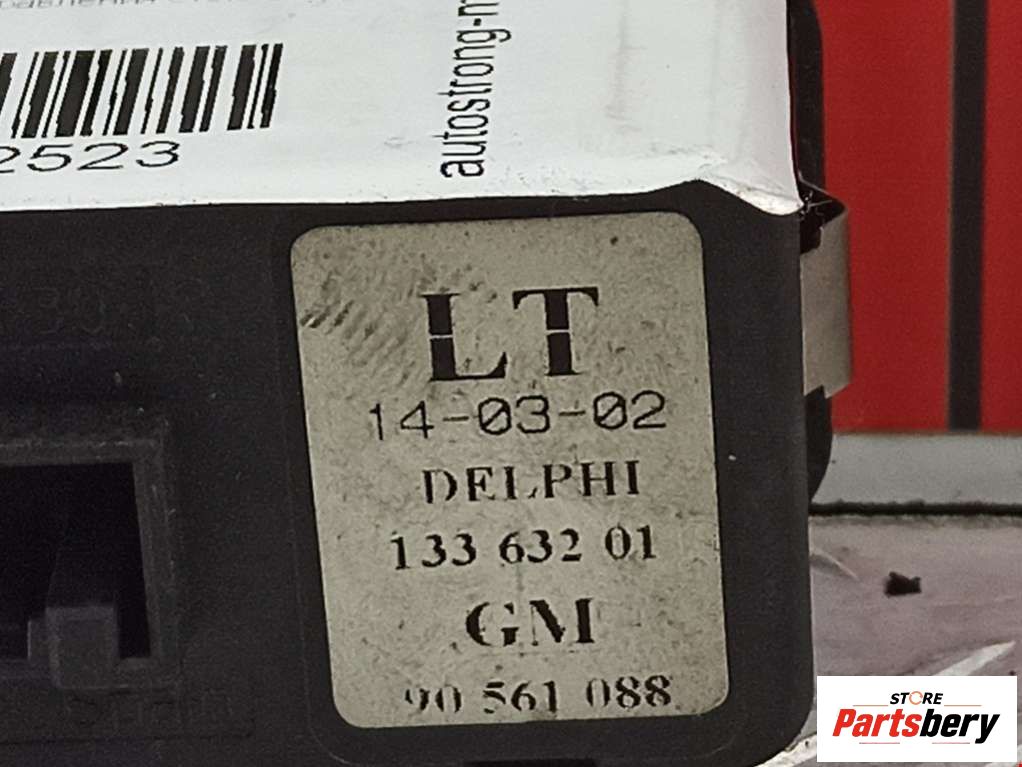 2523
autostrong-m
LT
14-03-02
DELPHI
133 632 01
GM
90 561 088
STORE
Partsbery